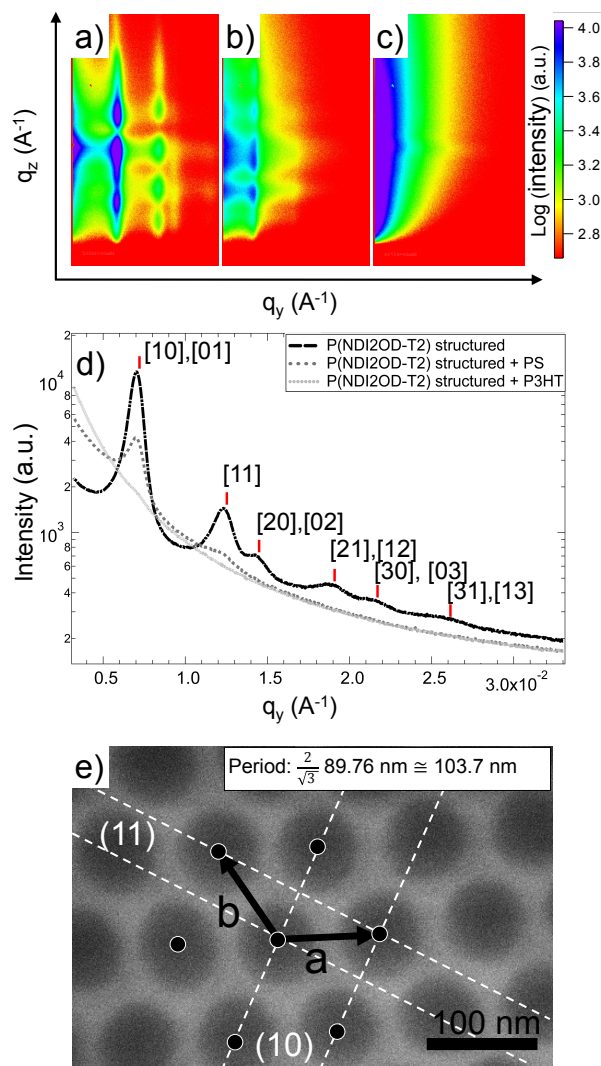 a)
b)
c)
q_z (A⁻¹)
q_y (A⁻¹)
4.0
3.8
3.6
3.4
3.2
3.0
2.8
Log (intensity) (a.u.)
d)
P(NDI2OD-T2) structured
P(NDI2OD-T2) structured + PS
P(NDI2OD-T2) structured + P3HT
[10],[01]
[11]
[20],[02]
[21],[12]
[30], [03]
[31],[13]
Intensity (a.u.)
2
10⁴
8
6
4
2
10³
8
6
4
2
0.5
1.0
1.5
2.0
2.5
3.0x10⁻²
q_y (A⁻¹)
e)
Period: 2/√3 89.76 nm ≅ 103.7 nm
(11)
b
a
(10)
100 nm